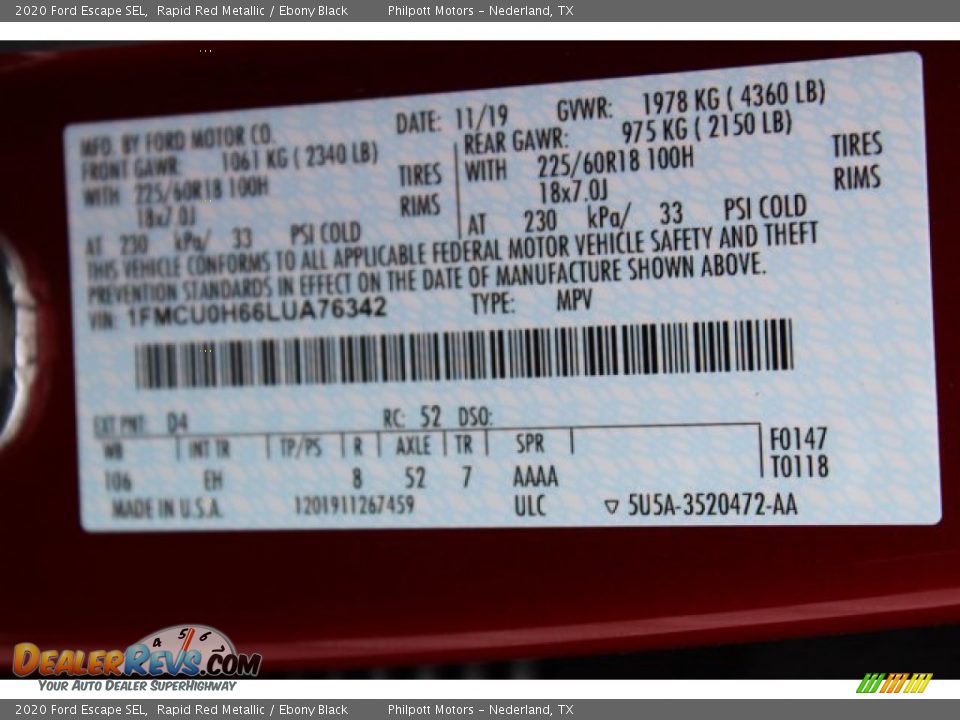 2020 Ford Escape SEL, Rapid Red Metallic / Ebony Black Philpott Motors – Nederland, TX
MFD. BY FORD MOTOR CO.
DATE: 11/19 GVWR: 1978 KG ( 4360 LB)
FRONT GAWR: 1061 KG ( 2340 LB)
REAR GAWR: 975 KG ( 2150 LB)
WITH 225/60R18 100H TIRES
WITH 225/60R18 100H TIRES
18x7.0J RIMS
18x7.0J RIMS
AT 230 kPa/ 33 PSI COLD
AT 230 kPa/ 33 PSI COLD
THIS VEHICLE CONFORMS TO ALL APPLICABLE FEDERAL MOTOR VEHICLE SAFETY AND THEFT
PREVENTION STANDARDS IN EFFECT ON THE DATE OF MANUFACTURE SHOWN ABOVE.
VIN: 1FMCU0H66LUA76342 TYPE: MPV
EXT PNT: D4 RC: 52 DSO:
WB INT TR TP/PS R AXLE TR SPR
F0147
106 EH 8 52 7 AAAA
T0118
MADE IN U.S.A. 1201911267459 ULC ▽ 5U5A-3520472-AA
4 5 6
DEALERREVS.COM
YOUR AUTO DEALER SUPERHIGHWAY
2020 Ford Escape SEL, Rapid Red Metallic / Ebony Black Philpott Motors – Nederland, TX